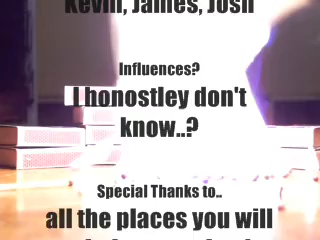 Kevin, James, Josh
Influences?
I honostley don't
know..?
Special Thanks to..
all the places you will